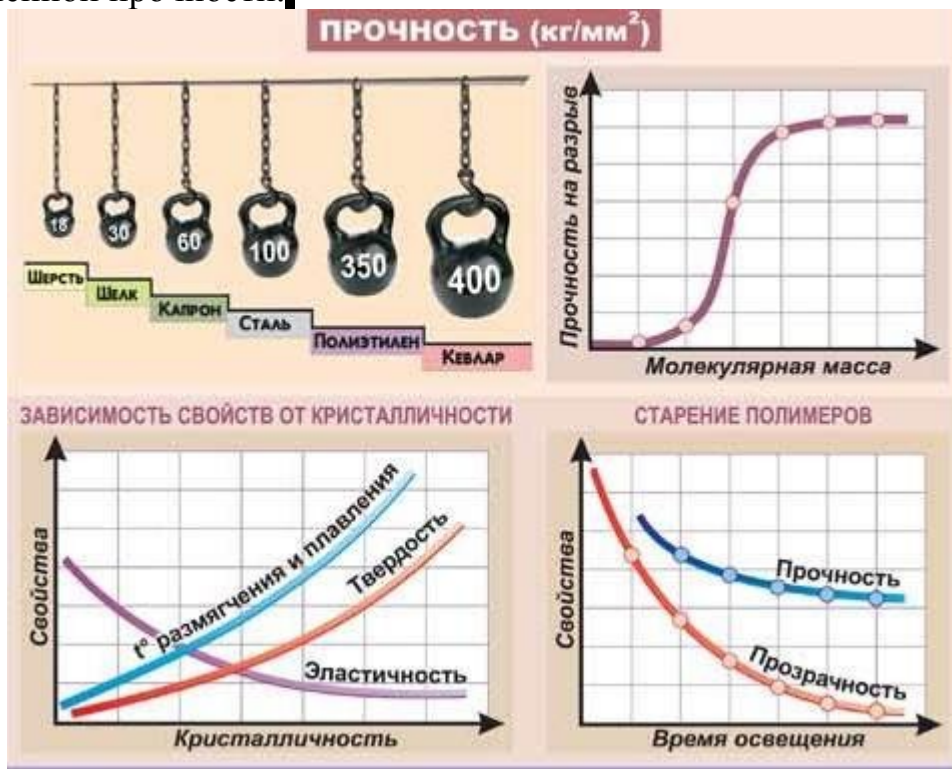 ПРОЧНОСТЬ (кг/мм²)
18
30
60
100
350
400
ШЕРСТЬ
ШЕЛК
КАПРОН
СТАЛЬ
ПОЛИЭТИЛЕН
КЕВЛАР
Прочность на разрыв
Молекулярная масса
ЗАВИСИМОСТЬ СВОЙСТВ ОТ КРИСТАЛЛИЧНОСТИ
Свойства
t° размягчения и плавления
Твердость
Эластичность
Кристалличность
СТАРЕНИЕ ПОЛИМЕРОВ
Свойства
Прочность
Прозрачность
Время освещения